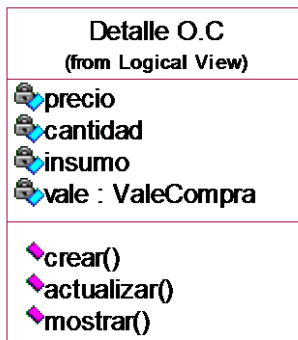 Detalle O.C
(from Logical View)
precio
cantidad
insumo
vale : ValeCompra
crear()
actualizar()
mostrar()